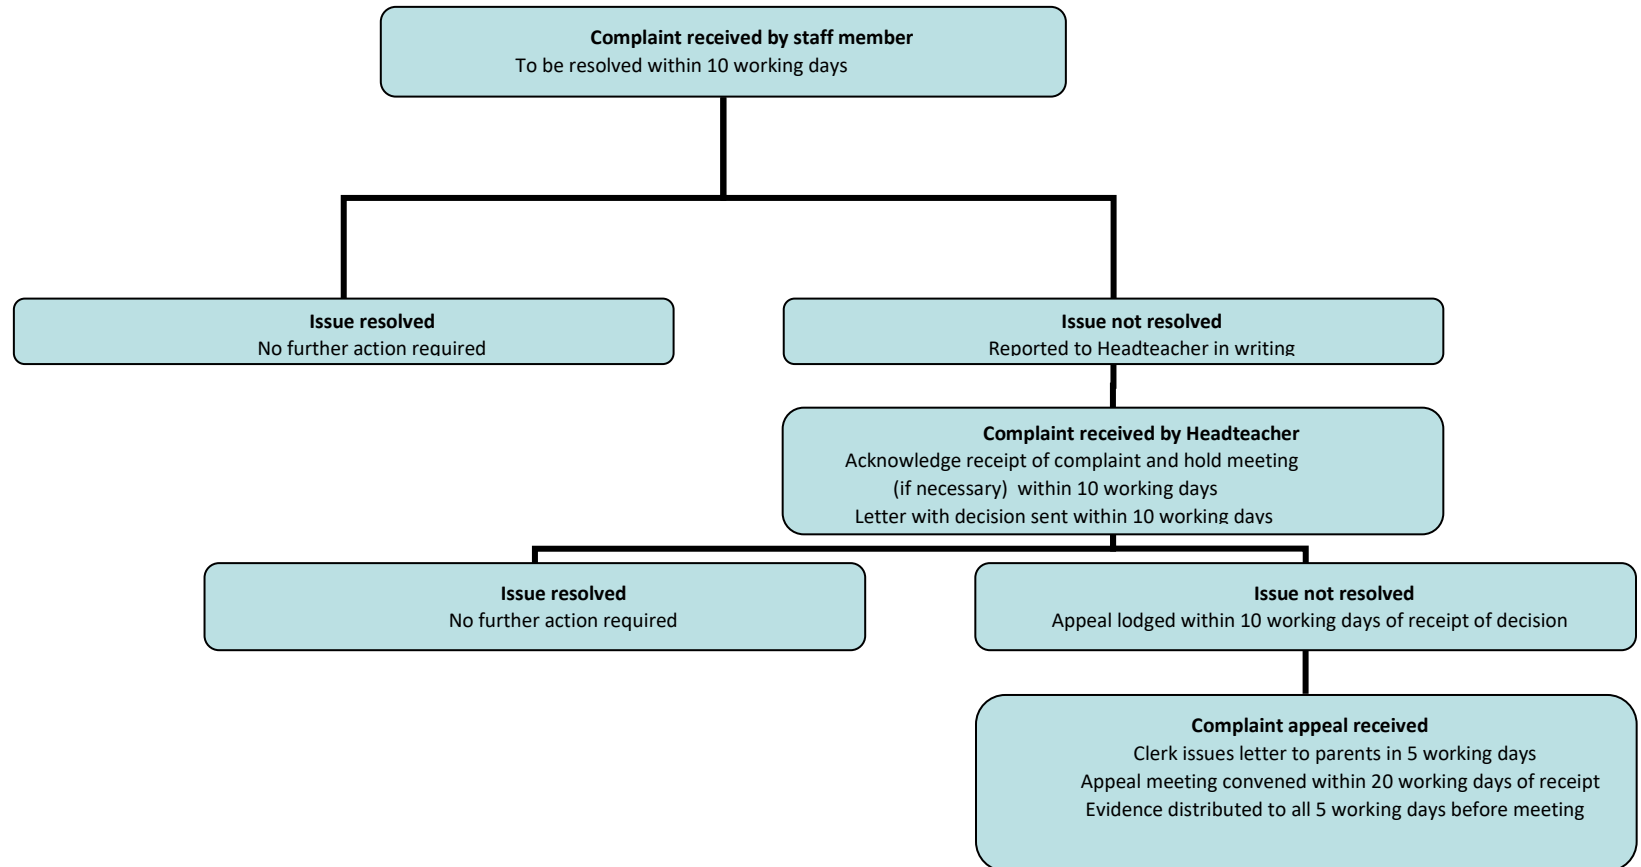 Complaint received by staff member
To be resolved within 10 working days
Issue resolved
No further action required
Issue not resolved
Reported to Headteacher in writing
Complaint received by Headteacher
Acknowledge receipt of complaint and hold meeting
(if necessary) within 10 working days
Letter with decision sent within 10 working days
Issue resolved
No further action required
Issue not resolved
Appeal lodged within 10 working days of receipt of decision
Complaint appeal received
Clerk issues letter to parents in 5 working days
Appeal meeting convened within 20 working days of receipt
Evidence distributed to all 5 working days before meeting